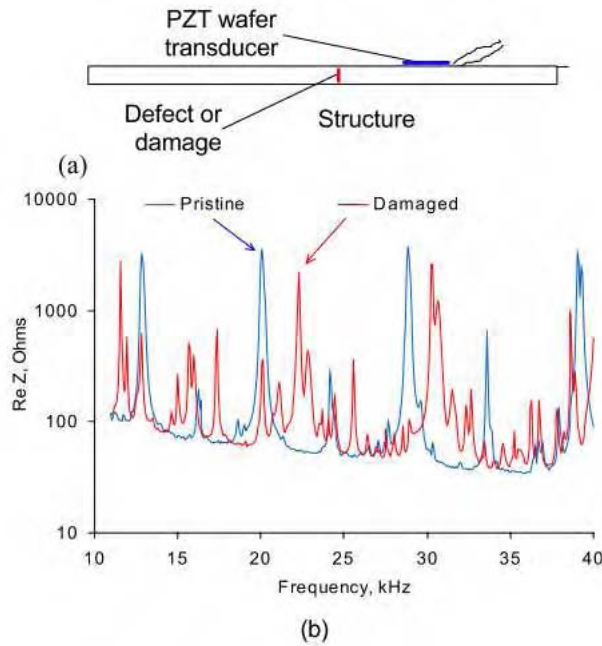 PZT wafer
transducer
Defect or
damage
Structure
(a)
10000
Pristine
Damaged
1000
Re Z, Ohms
100
10
10 15 20 25 30 35 40
Frequency, kHz
(b)